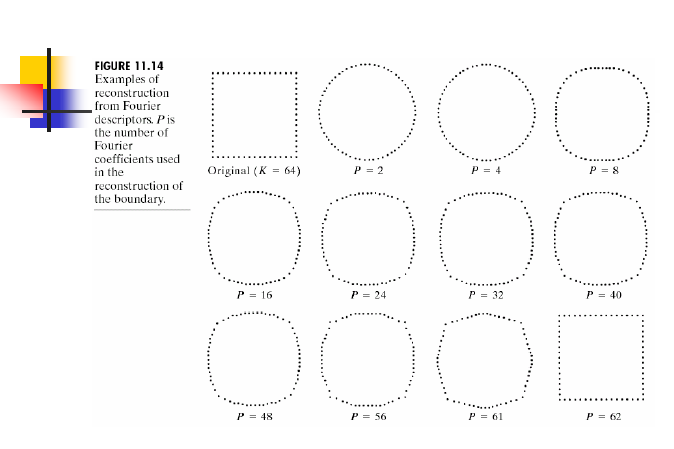 FIGURE 11.14
Examples of
reconstruction
from Fourier
descriptors. P is
the number of
Fourier
coefficients used
in the
reconstruction of
the boundary.
Original (K = 64)
P = 2
P = 4
P = 8
P = 16
P = 24
P = 32
P = 40
P = 48
P = 56
P = 61
P = 62